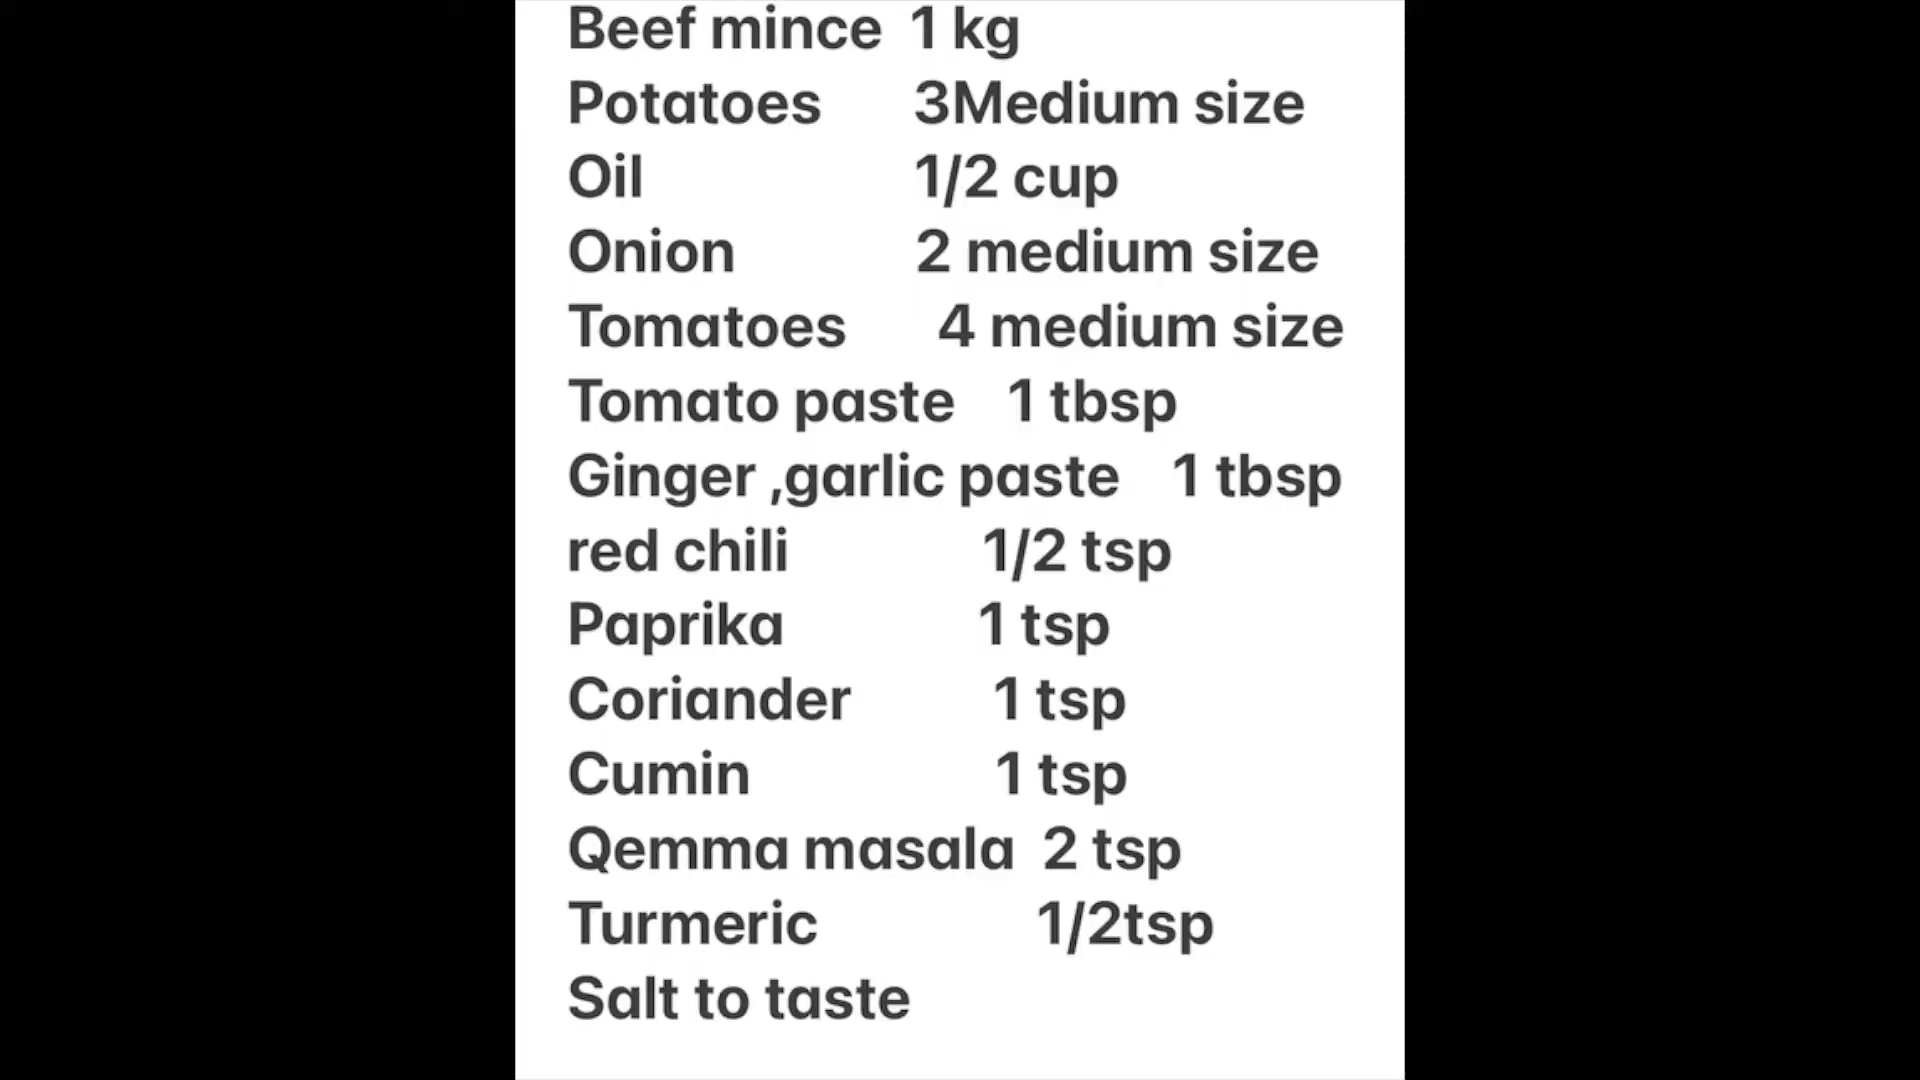 Beef mince 1 kg
Potatoes 3Medium size
Oil 1/2 cup
Onion 2 medium size
Tomatoes 4 medium size
Tomato paste 1 tbsp
Ginger ,garlic paste 1 tbsp
red chili 1/2 tsp
Paprika 1 tsp
Coriander 1 tsp
Cumin 1 tsp
Qemma masala 2 tsp
Turmeric 1/2tsp
Salt to taste